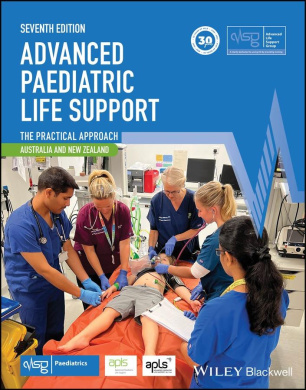 SEVENTH EDITION
ADVANCED
PAEDIATRIC
LIFE SUPPORT
THE PRACTICAL APPROACH
AUSTRALIA AND NEW ZEALAND
30
alsg
Advanced
Life Support
Group
alsg Paediatrics
apls
apls
WILEY
Blackwell